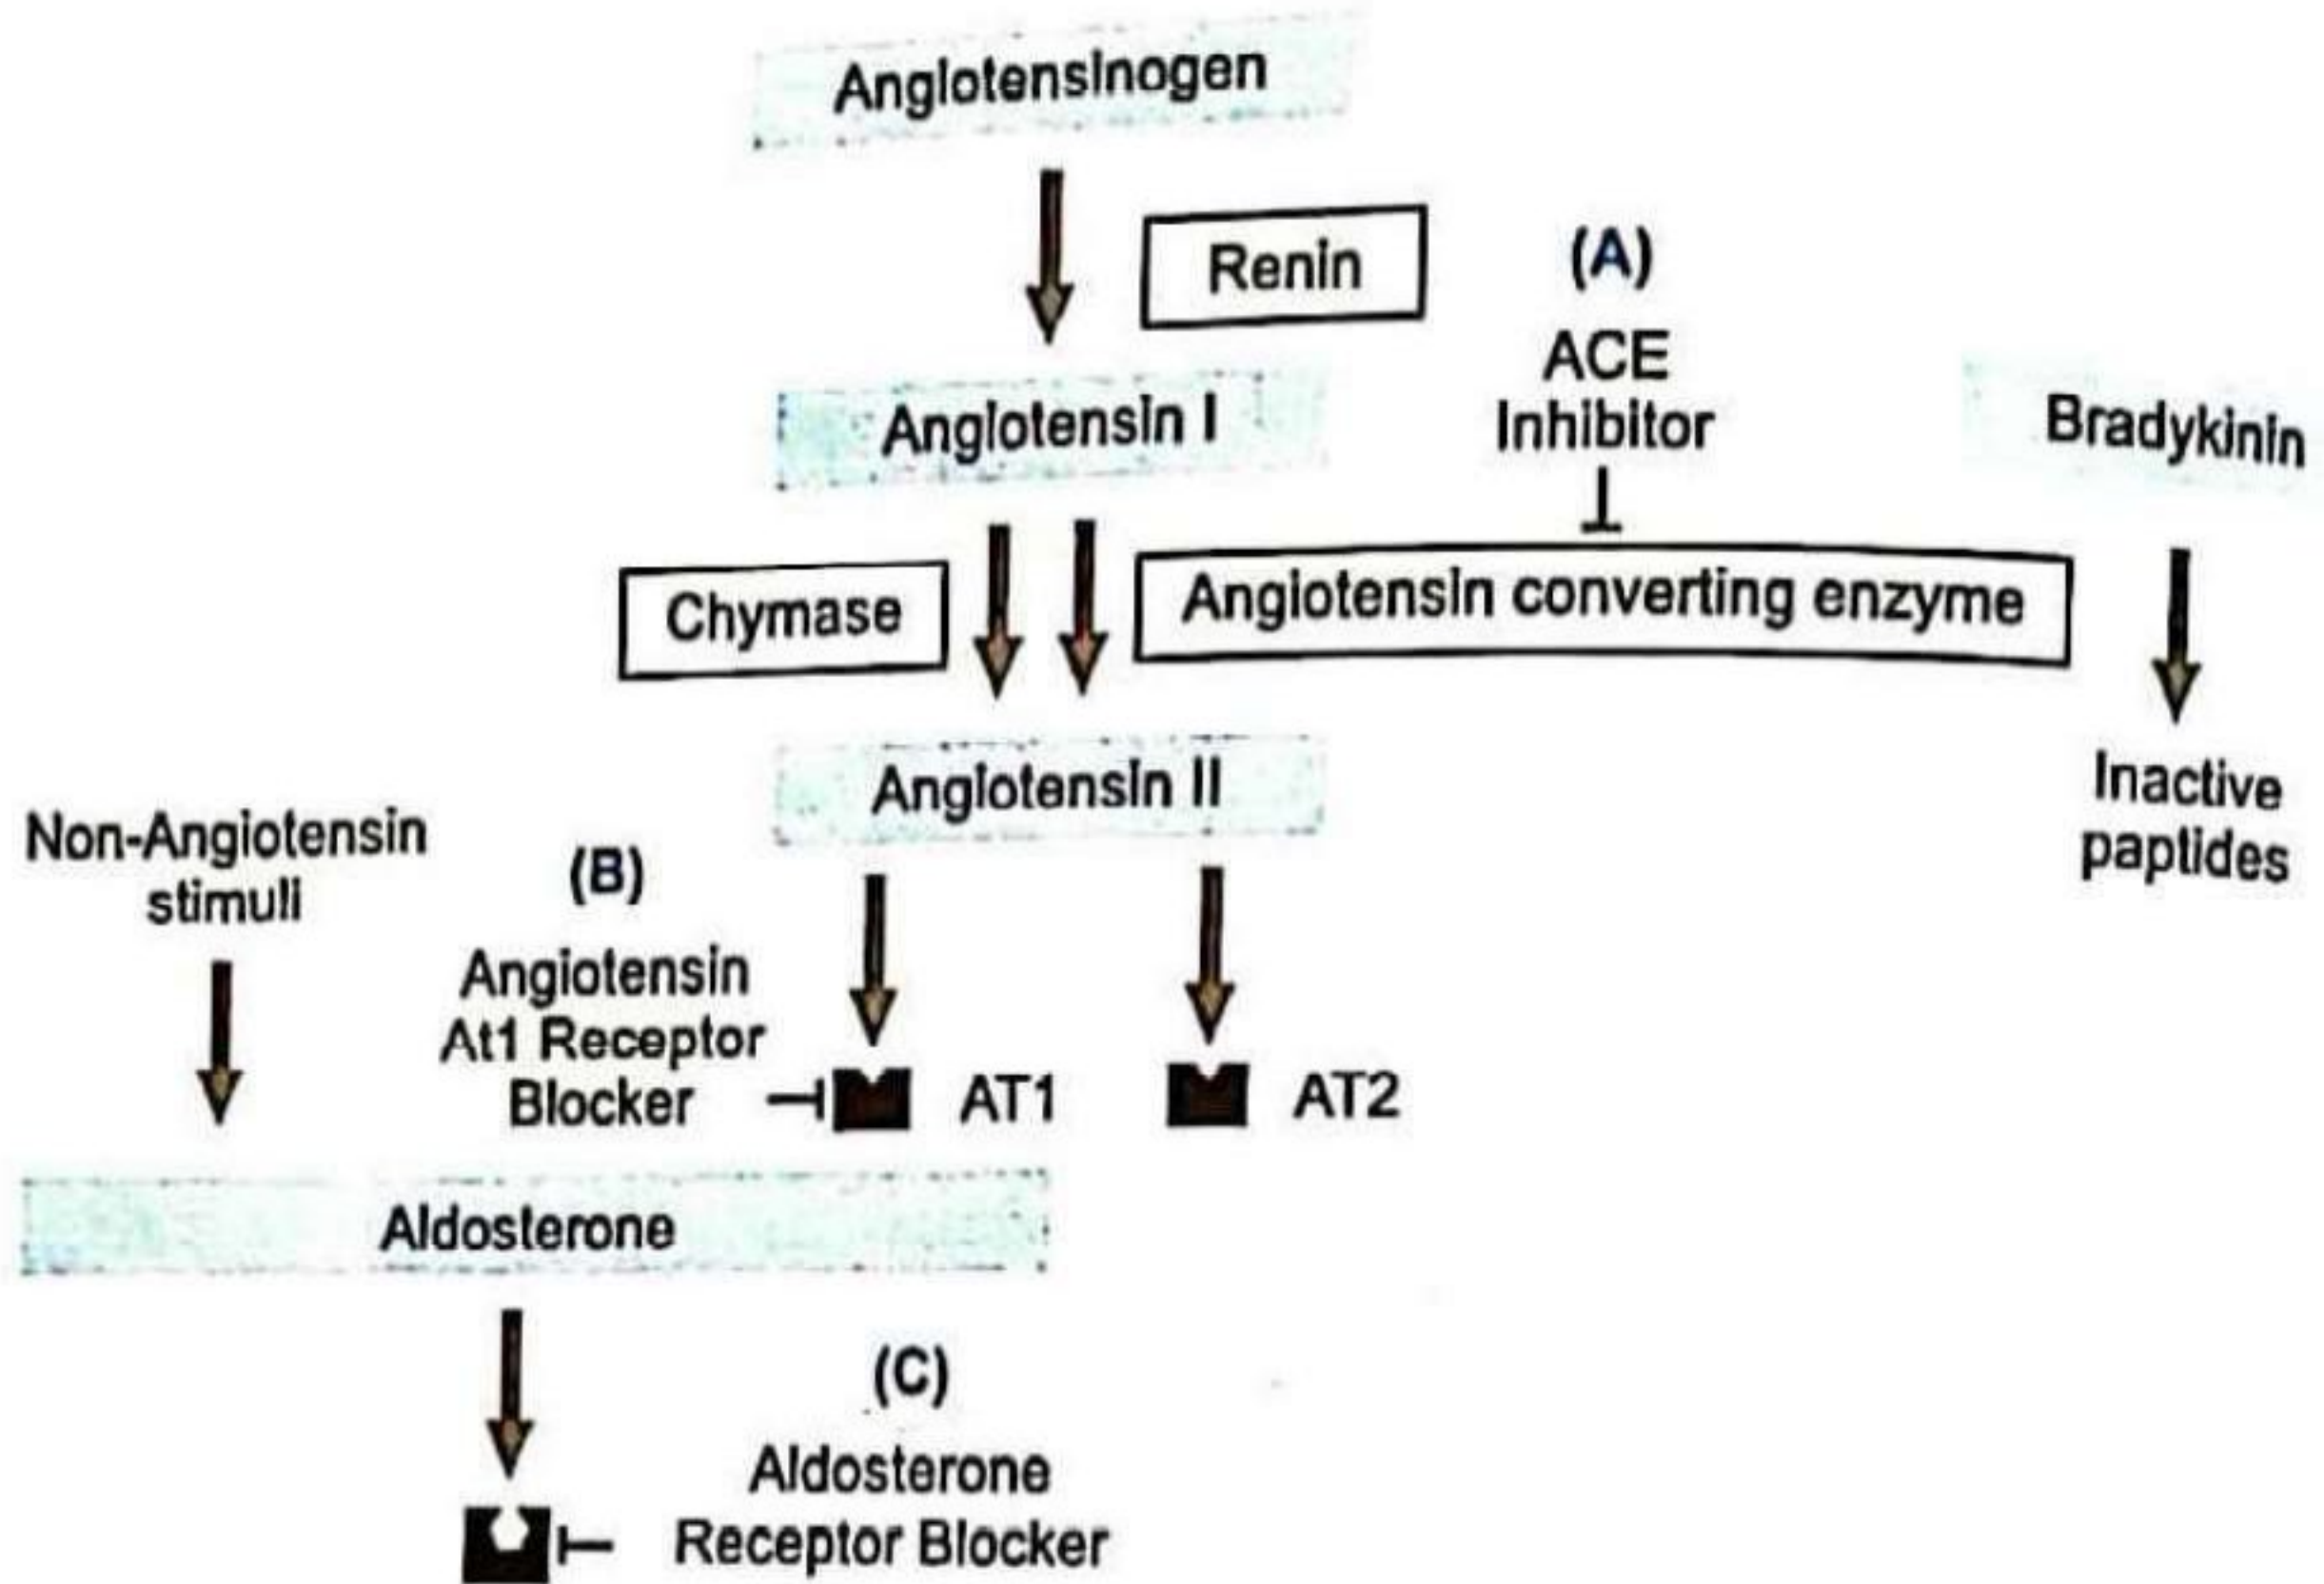 Angiotensinogen
Renin
(A)
ACE
Inhibitor
Angiotensin I
Bradykinin
Chymase
Angiotensin converting enzyme
Angiotensin II
Inactive
paptides
Non-Angiotensin
stimuli
(B)
Angiotensin
At1 Receptor
Blocker
AT1
AT2
Aldosterone
(C)
Aldosterone
Receptor Blocker